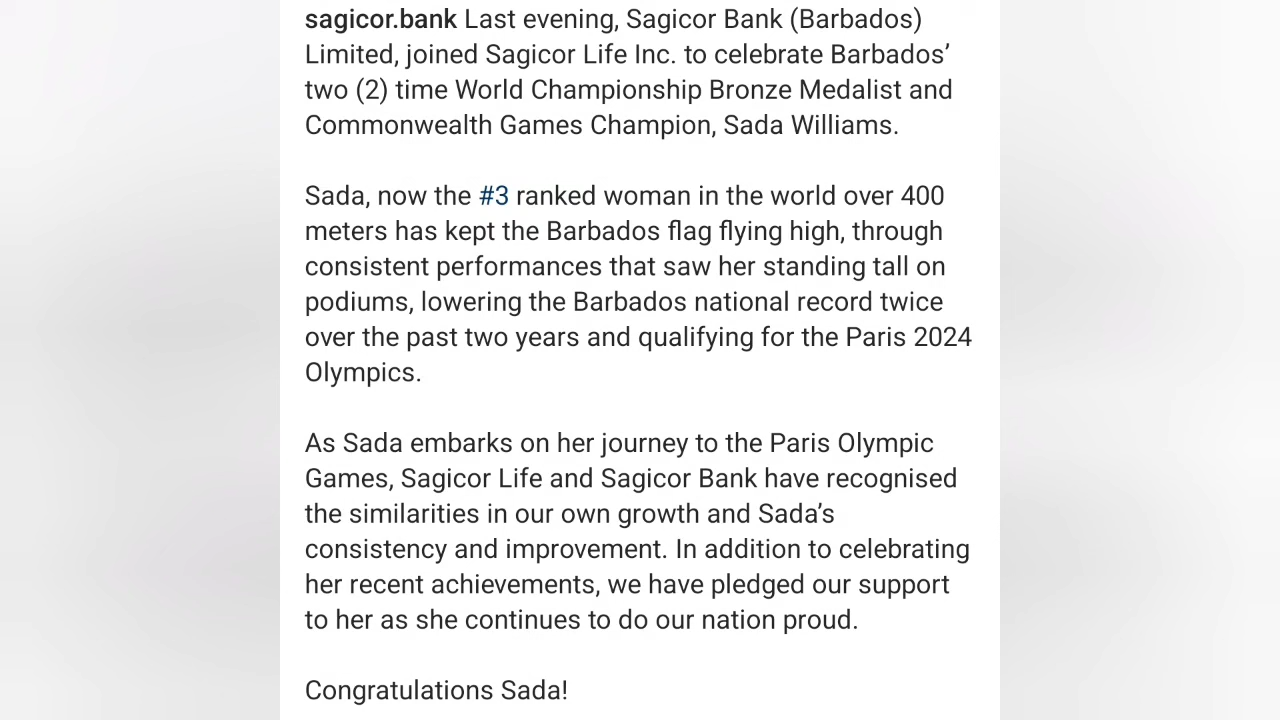 sagicor.bank Last evening, Sagicor Bank (Barbados)
Limited, joined Sagicor Life Inc. to celebrate Barbados’
two (2) time World Championship Bronze Medalist and
Commonwealth Games Champion, Sada Williams.
Sada, now the #3 ranked woman in the world over 400
meters has kept the Barbados flag flying high, through
consistent performances that saw her standing tall on
podiums, lowering the Barbados national record twice
over the past two years and qualifying for the Paris 2024
Olympics.
As Sada embarks on her journey to the Paris Olympic
Games, Sagicor Life and Sagicor Bank have recognised
the similarities in our own growth and Sada’s
consistency and improvement. In addition to celebrating
her recent achievements, we have pledged our support
to her as she continues to do our nation proud.
Congratulations Sada!